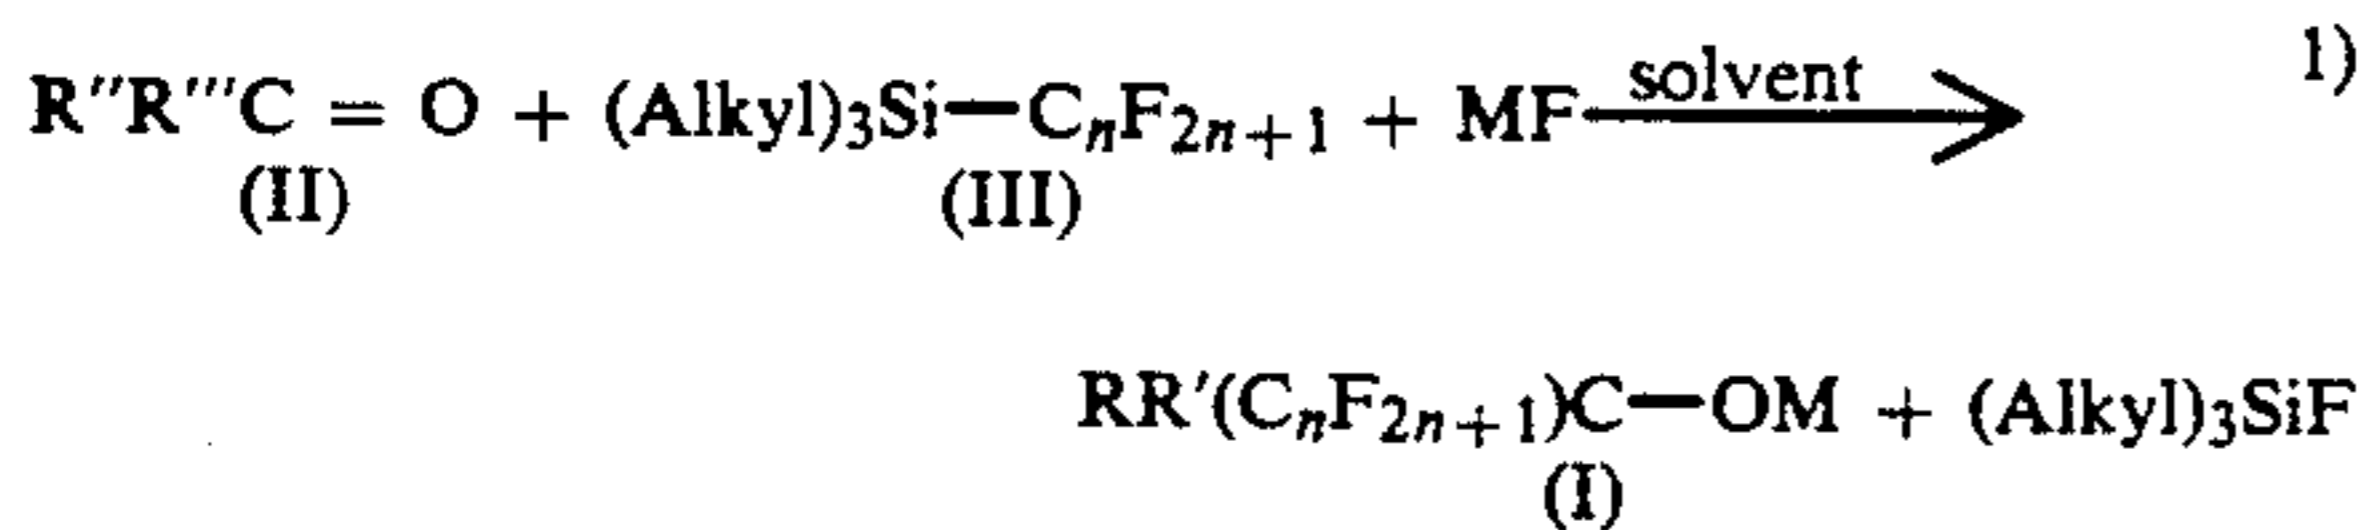 R″R‴C = O + (Alkyl)₃Si—CₙF₂ₙ₊₁ + MF solvent 1)
(II) (III)
RR′(CₙF₂ₙ₊₁)C—OM + (Alkyl)₃SiF
(I)